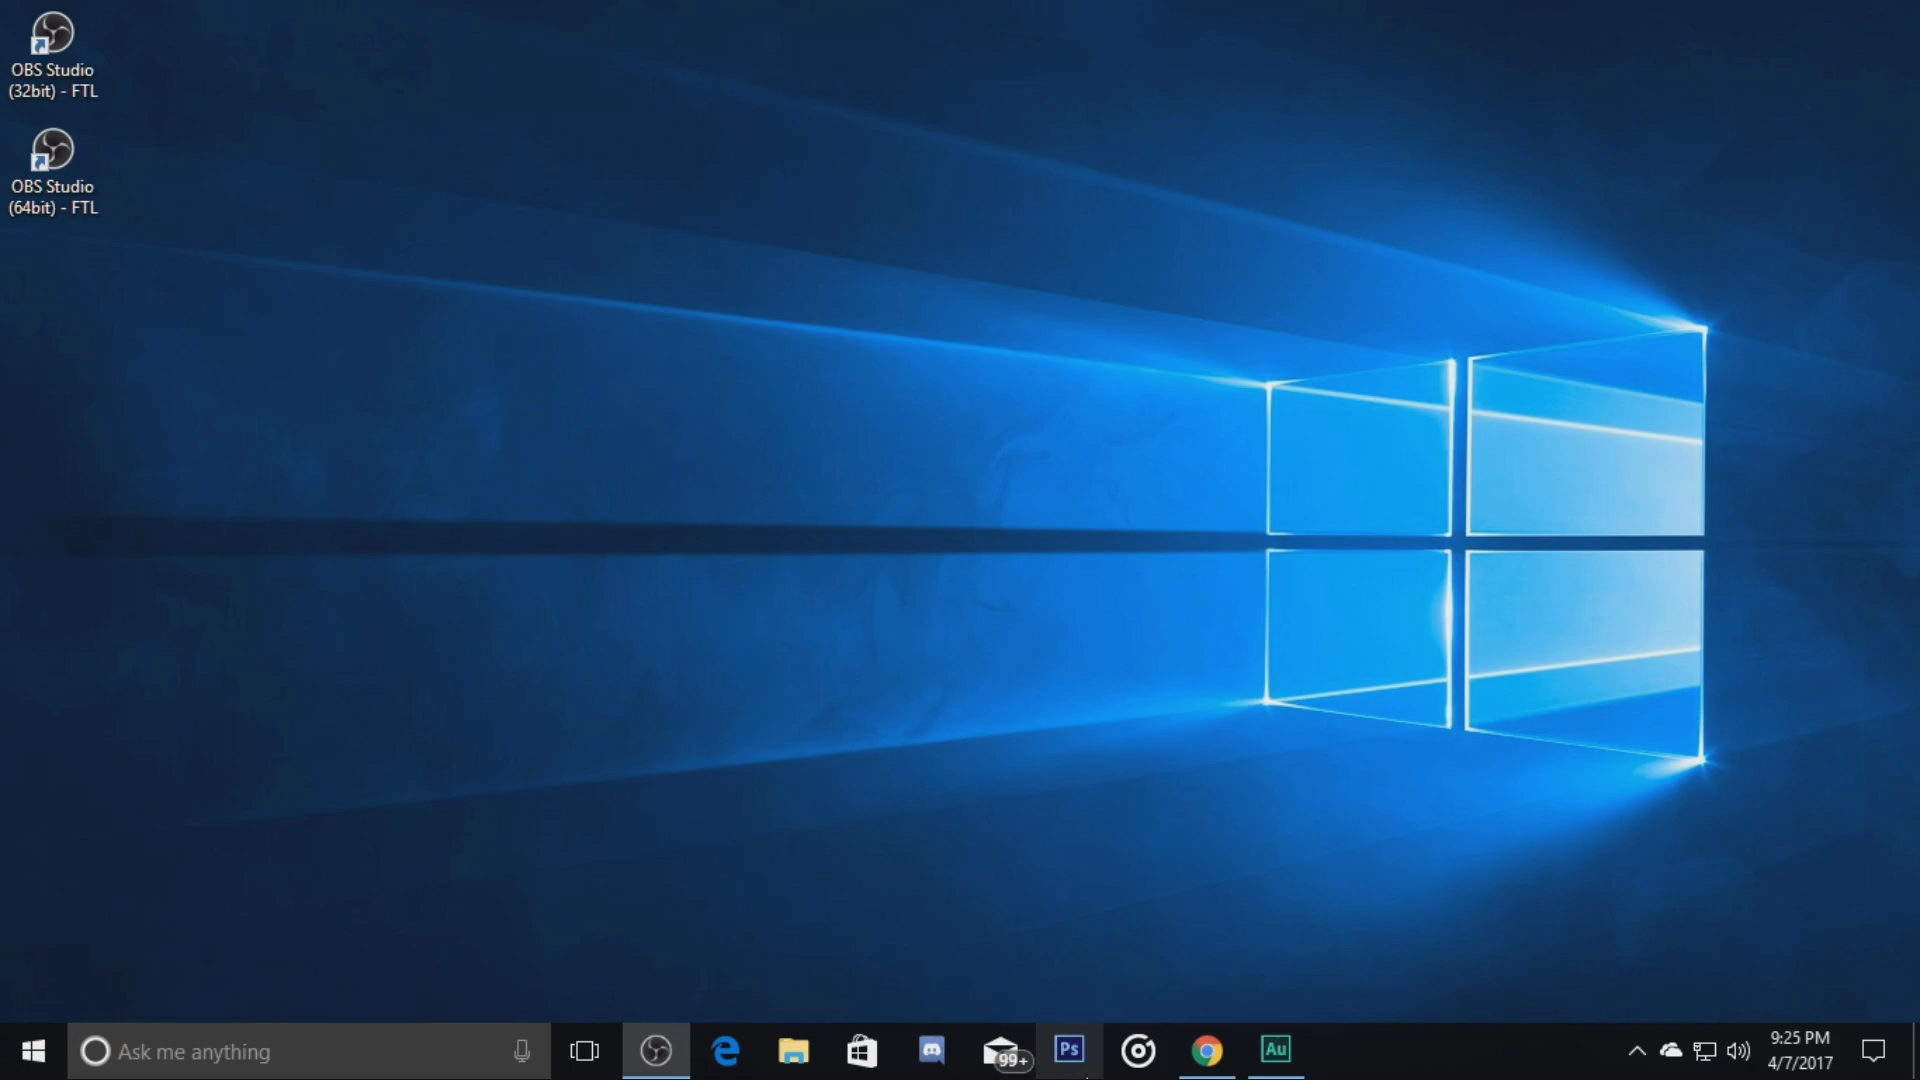 OBS Studio
(32bit) - FTL
OBS Studio
(64bit) - FTL
Ask me anything
99+
Ps
Au
9:25 PM
4/7/2017